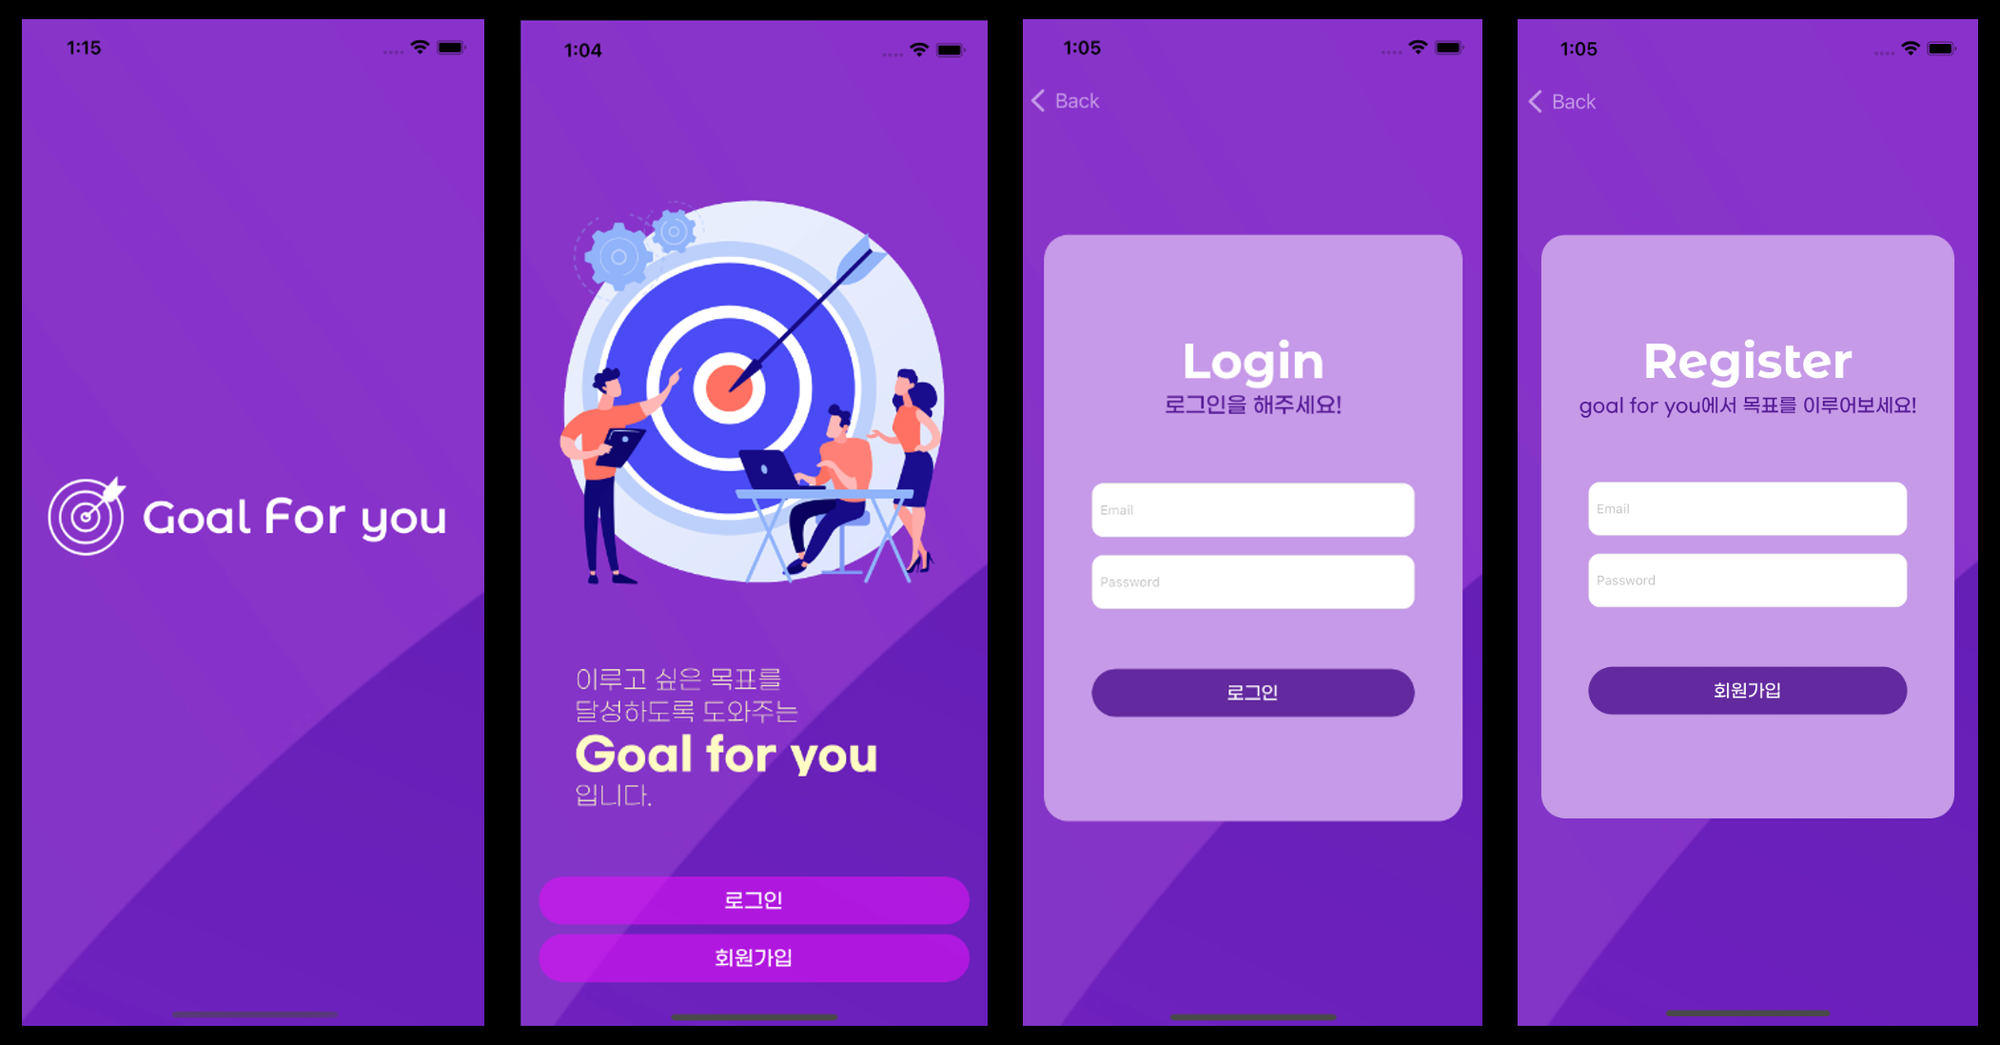 1:15
Goal For you
1:04
이루고 싶은 목표를
달성하도록 도와주는
Goal for you
입니다.
로그인
회원가입
1:05
Back
Login
로그인을 해주세요!
Email
Password
로그인
1:05
Back
Register
goal for you에서 목표를 이루어보세요!
Email
Password
회원가입